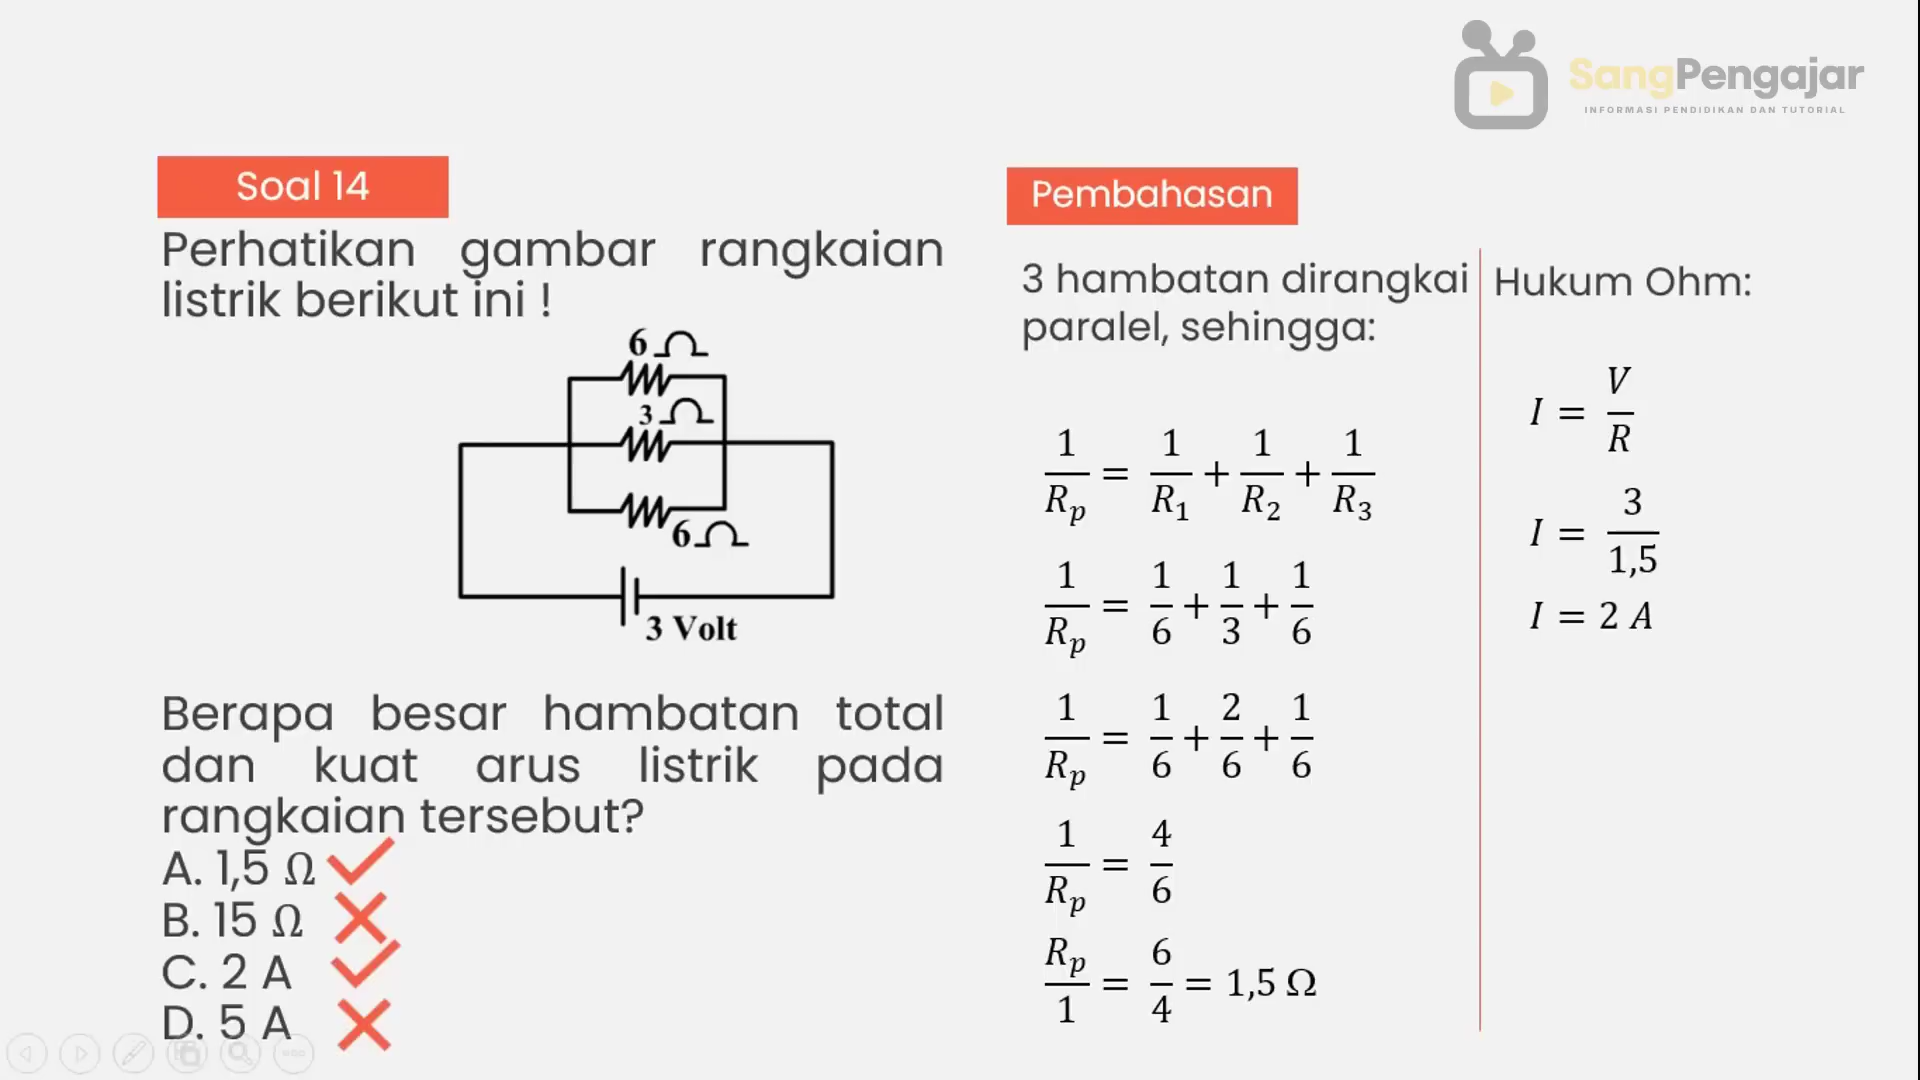 SangPengajar
INFORMASI PENDIDIKAN DAN TUTORIAL
Soal 14
Perhatikan gambar rangkaian
listrik berikut ini !
6 Ω
3 Ω
6 Ω
3 Volt
Berapa besar hambatan total
dan kuat arus listrik pada
rangkaian tersebut?
A. 1,5 Ω
B. 15 Ω
C. 2 A
D. 5 A
Pembahasan
3 hambatan dirangkai
paralel, sehingga:
1/Rₚ = 1/R₁ + 1/R₂ + 1/R₃
1/Rₚ = 1/6 + 1/3 + 1/6
1/Rₚ = 1/6 + 2/6 + 1/6
1/Rₚ = 4/6
Rₚ/1 = 6/4 = 1,5 Ω
Hukum Ohm:
I = V/R
I = 3/1,5
I = 2 A